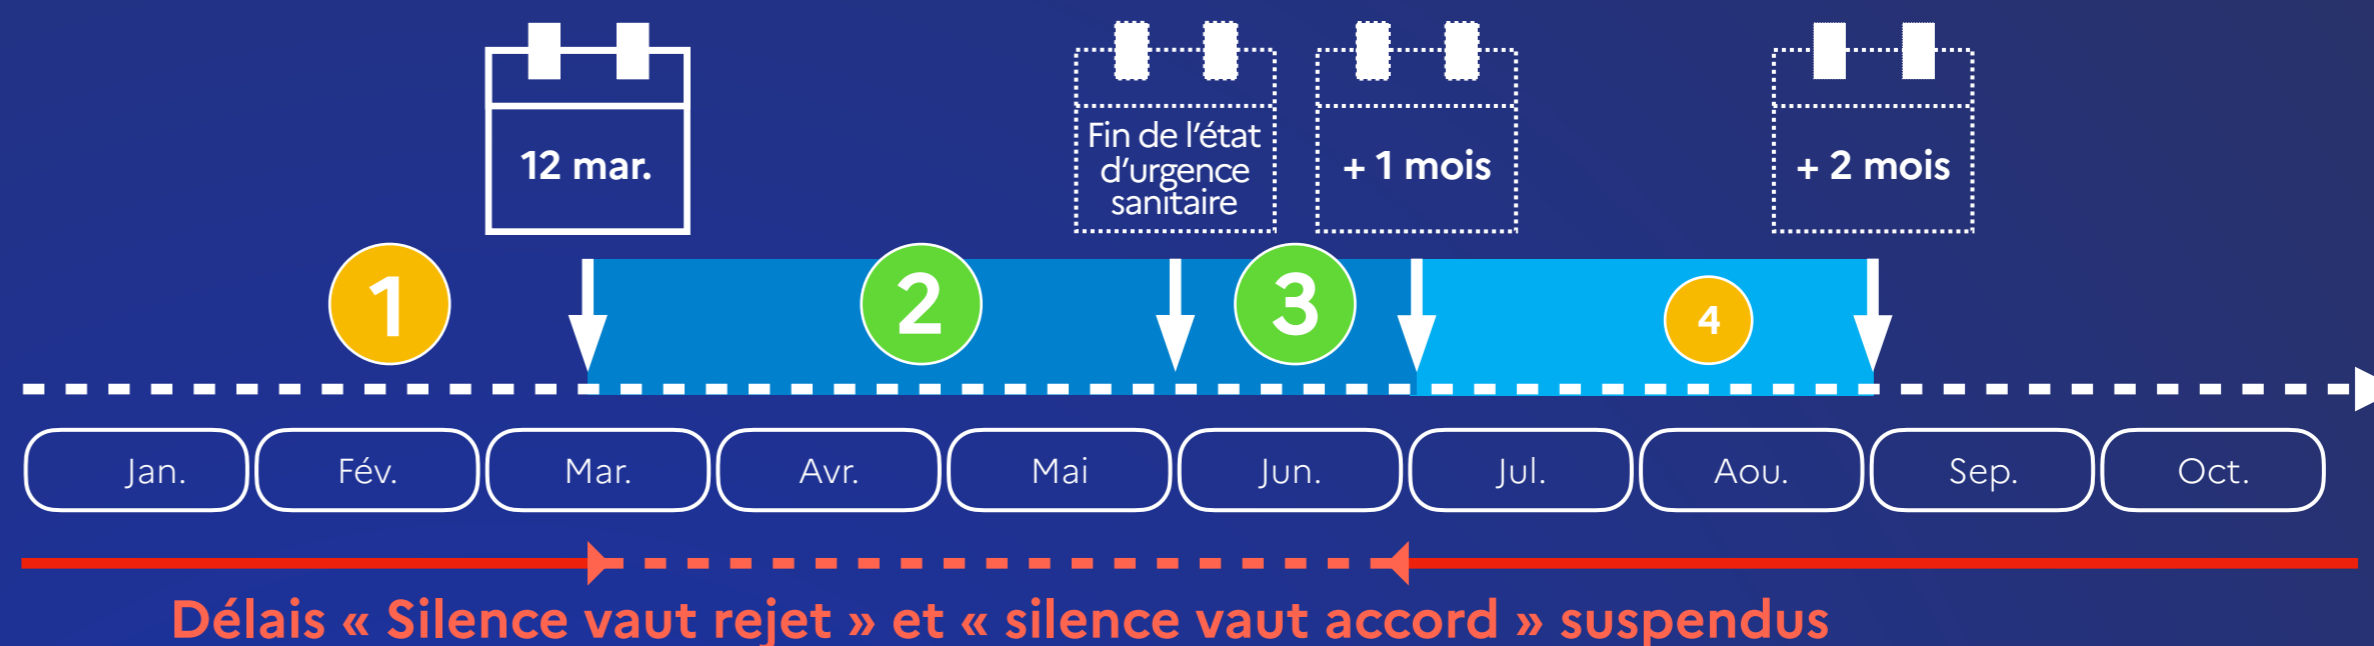 12 mar.
Fin de l'état
d'urgence
sanitaire
+ 1 mois
+ 2 mois
1
2
3
4
Jan.
Fév.
Mar.
Avr.
Mai
Jun.
Jul.
Aou.
Sep.
Oct.
Délais « Silence vaut rejet » et « silence vaut accord » suspendus